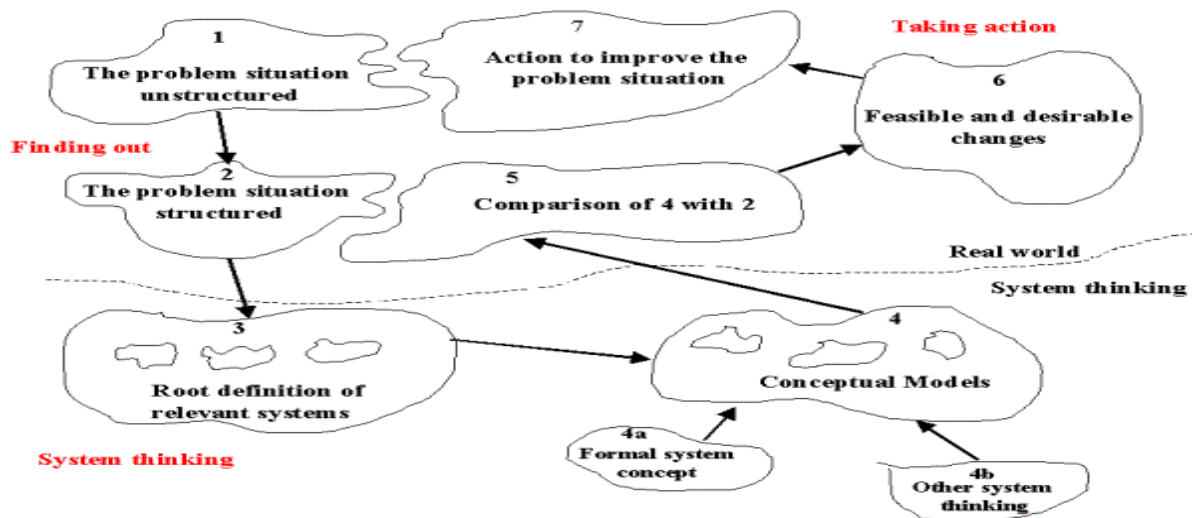 1
The problem situation
unstructured
7
Action to improve the
problem situation
Taking action
6
Feasible and desirable
changes
Finding out
2
The problem situation
structured
5
Comparison of 4 with 2
Real world
System thinking
3
Root definition of
relevant systems
4
Conceptual Models
System thinking
4a
Formal system
concept
4b
Other system
thinking